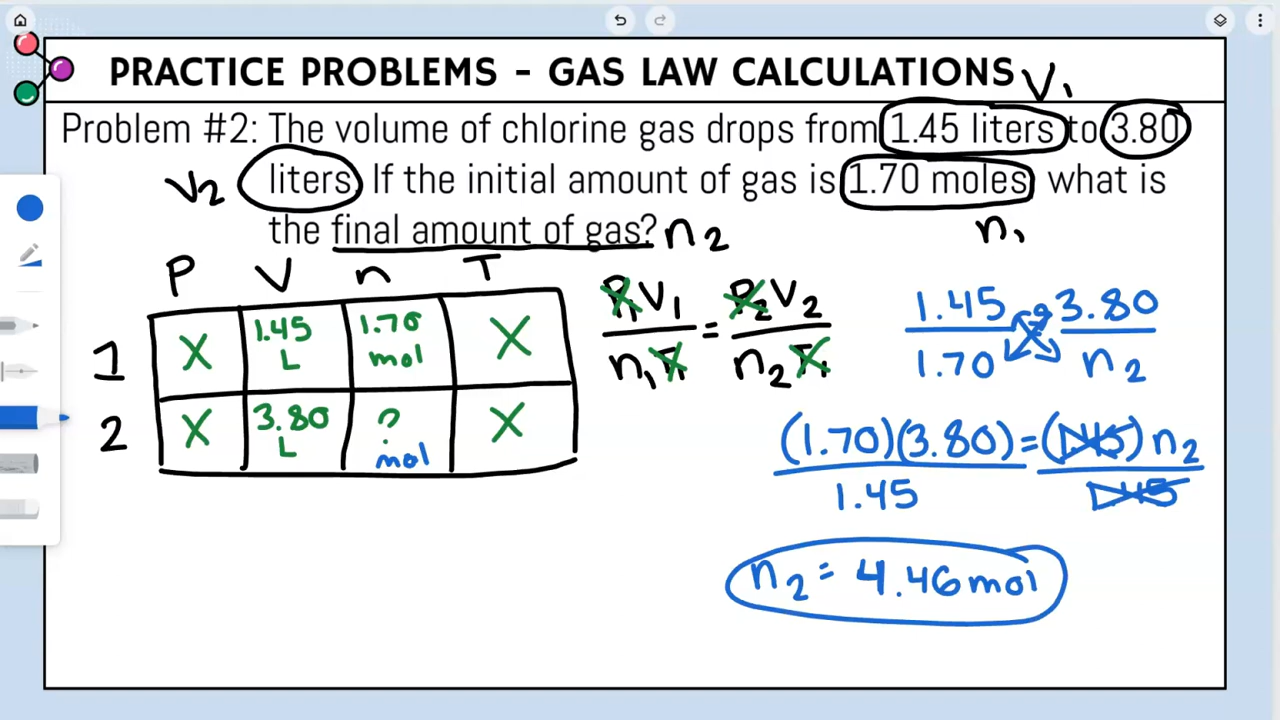 PRACTICE PROBLEMS - GAS LAW CALCULATIONS
V₁
Problem #2: The volume of chlorine gas drops from 1.45 liters to 3.80
V₂ liters. If the initial amount of gas is 1.70 moles what is
the final amount of gas? n₂ n₁
P V n T
1 X 1.45 L 1.70 mol X
2 X 3.80 L ? mol X
P₁V₁ = P₂V₂
n₁T₁ n₂T₁
1.45 3.80
1.70 n₂
(1.70)(3.80) = (1.45) n₂
1.45 1.45
n₂ = 4.46 mol